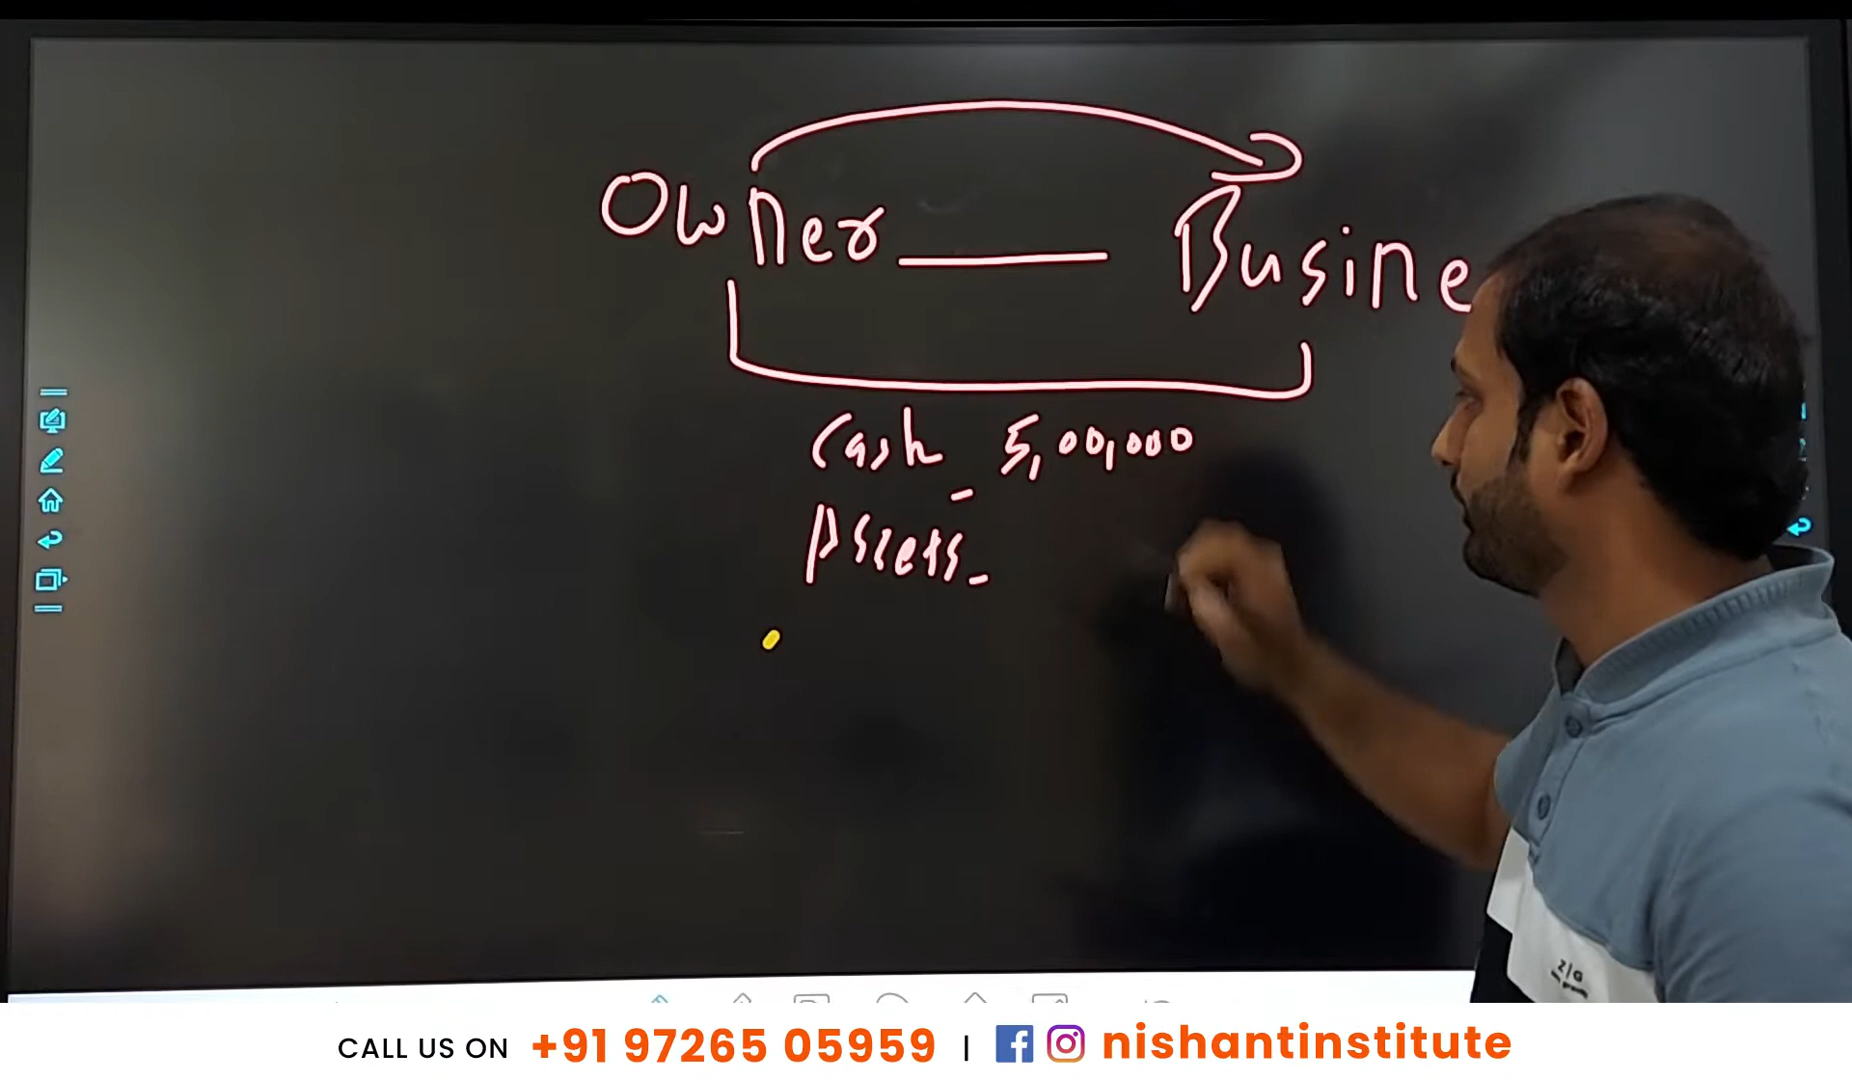 Owner Busine
Cash - 5,00,000
Assets -
Z|G
CALL US ON +91 97265 05959 | nishantinstitute